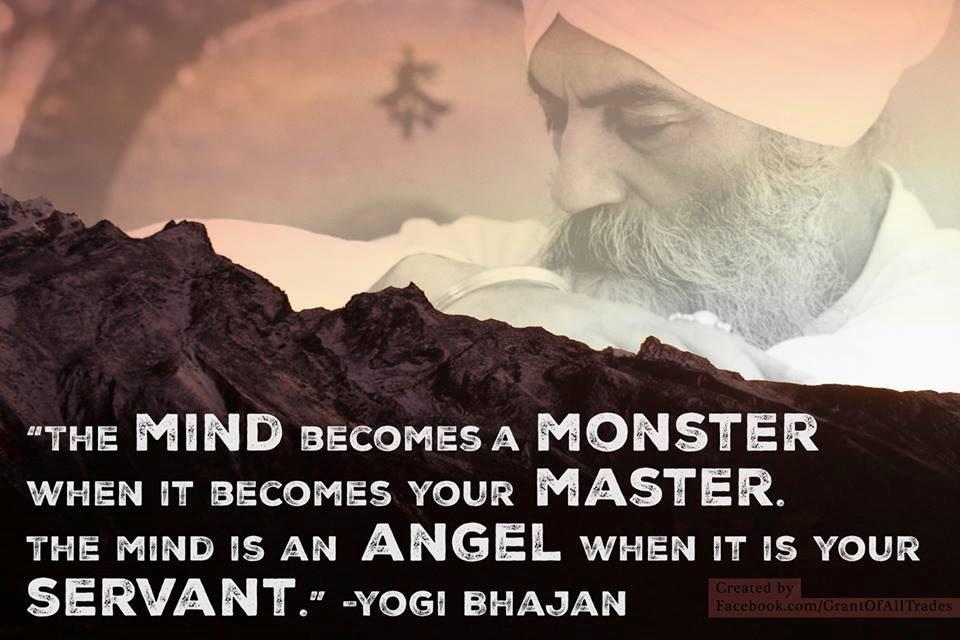 “THE MIND BECOMES A MONSTER
WHEN IT BECOMES YOUR MASTER.
THE MIND IS AN ANGEL WHEN IT IS YOUR
SERVANT.” -YOGI BHAJAN
Created by
Facebook.com/GrantOfAllTrades